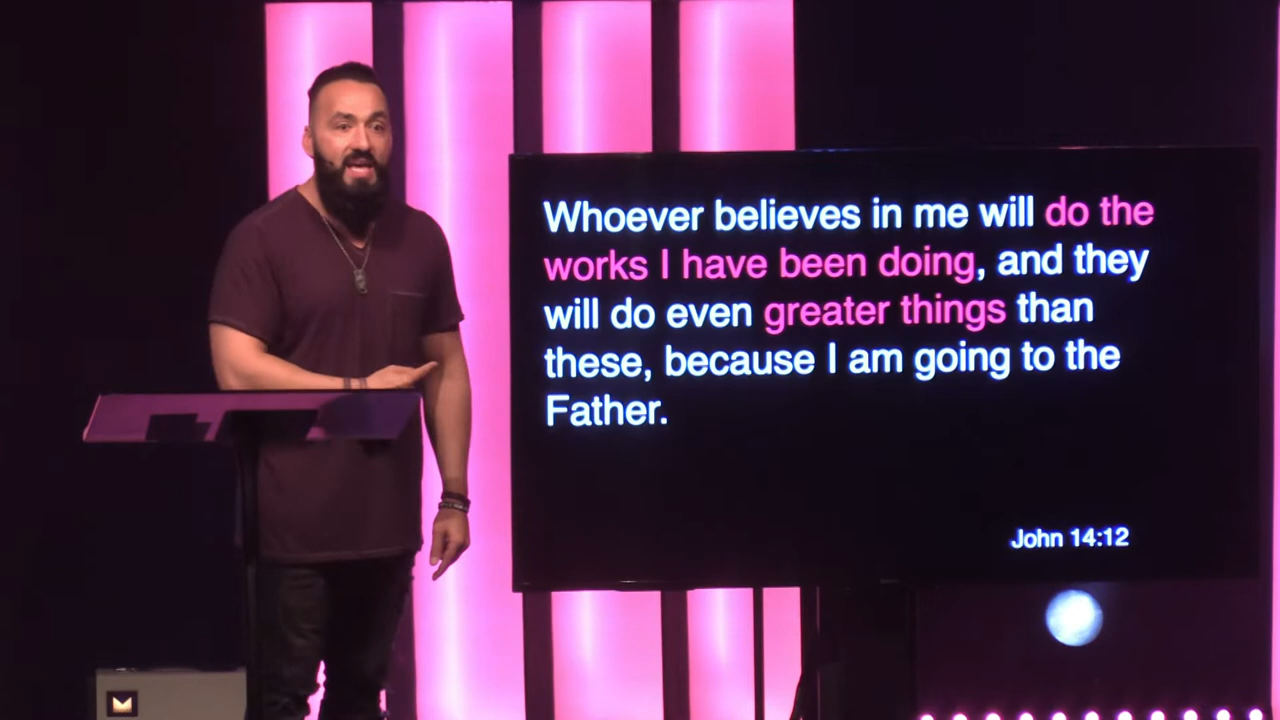 Whoever believes in me will do the
works I have been doing, and they
will do even greater things than
these, because I am going to the
Father.
John 14:12